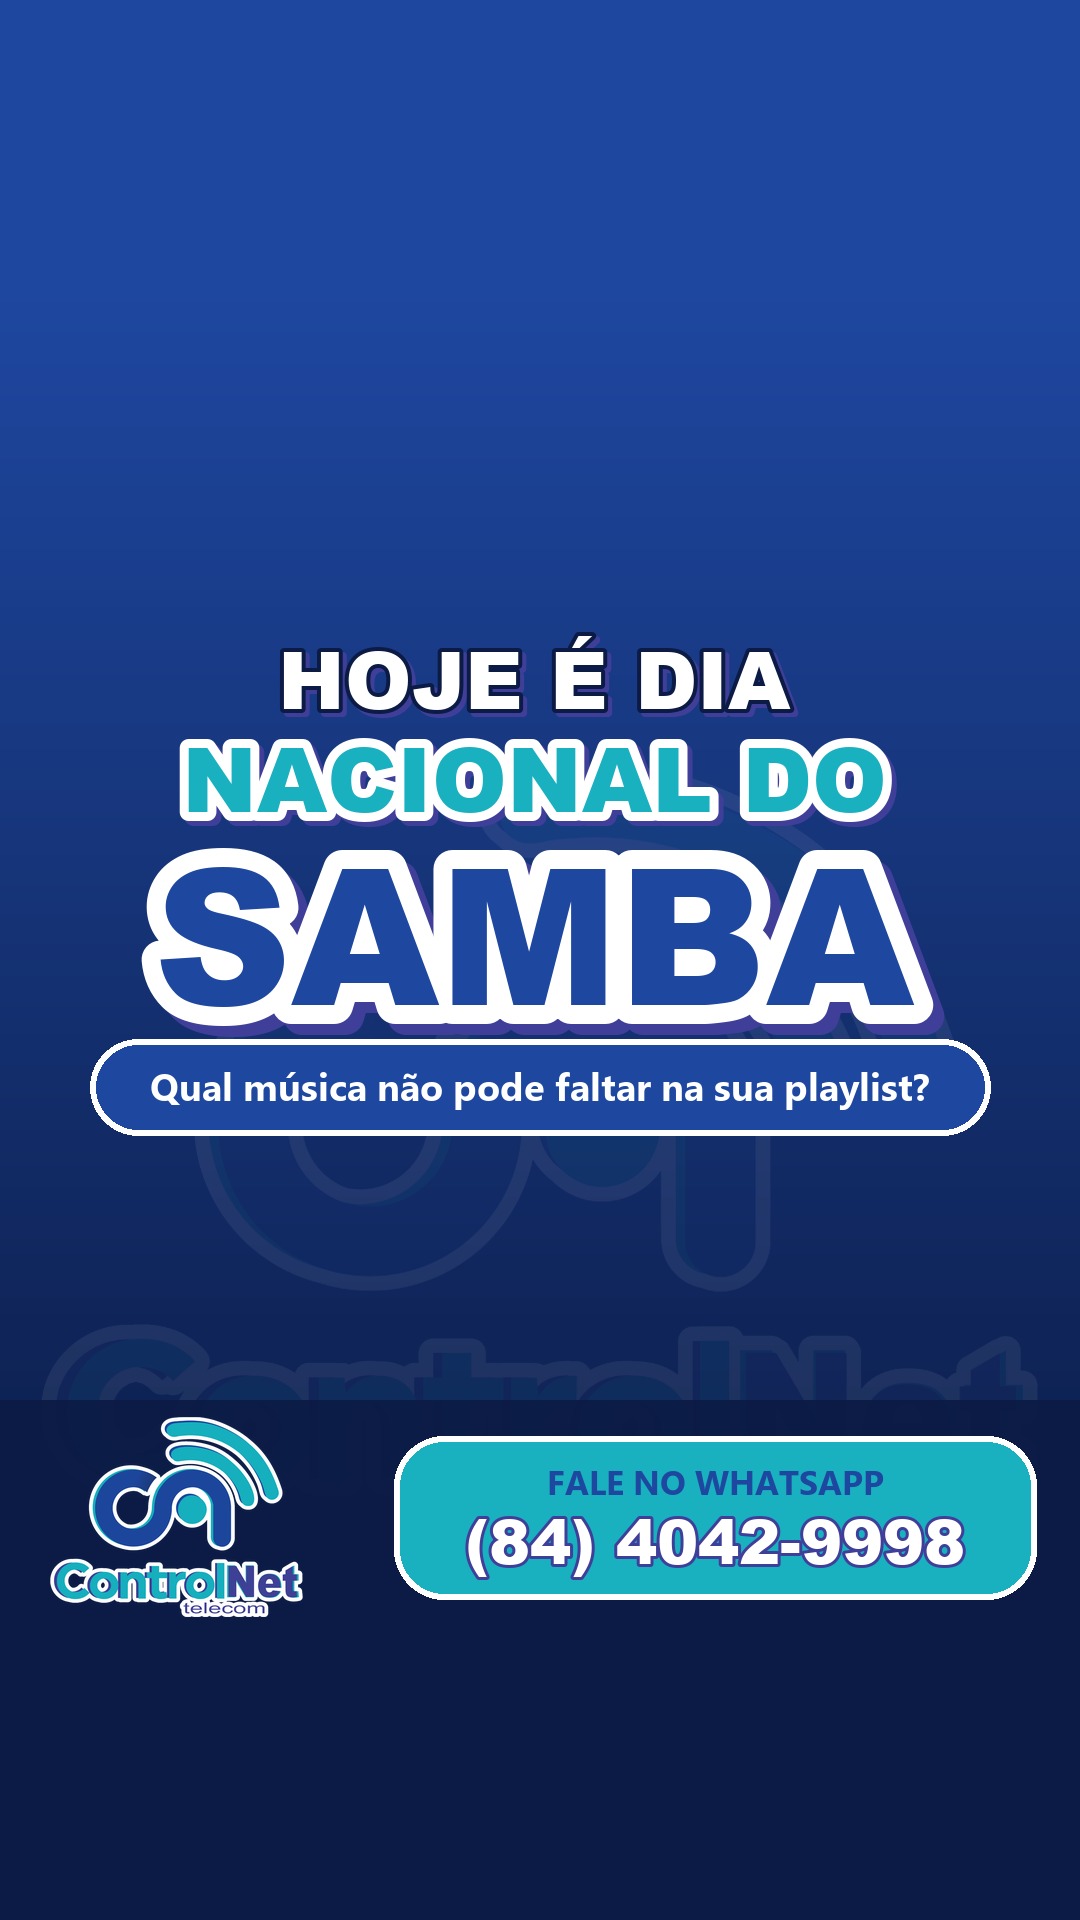 HOJE É DIA
NACIONAL DO
SAMBA
Qual música não pode faltar na sua playlist?
ControlNet
FALE NO WHATSAPP
(84) 4042-9998
ControlNet
telecom